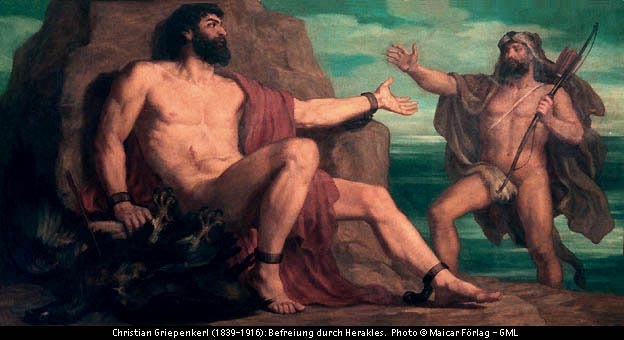 Christian Griepenkerl (1839-1916): Befreiung durch Herakles. Photo © Maicar Förlag - GML